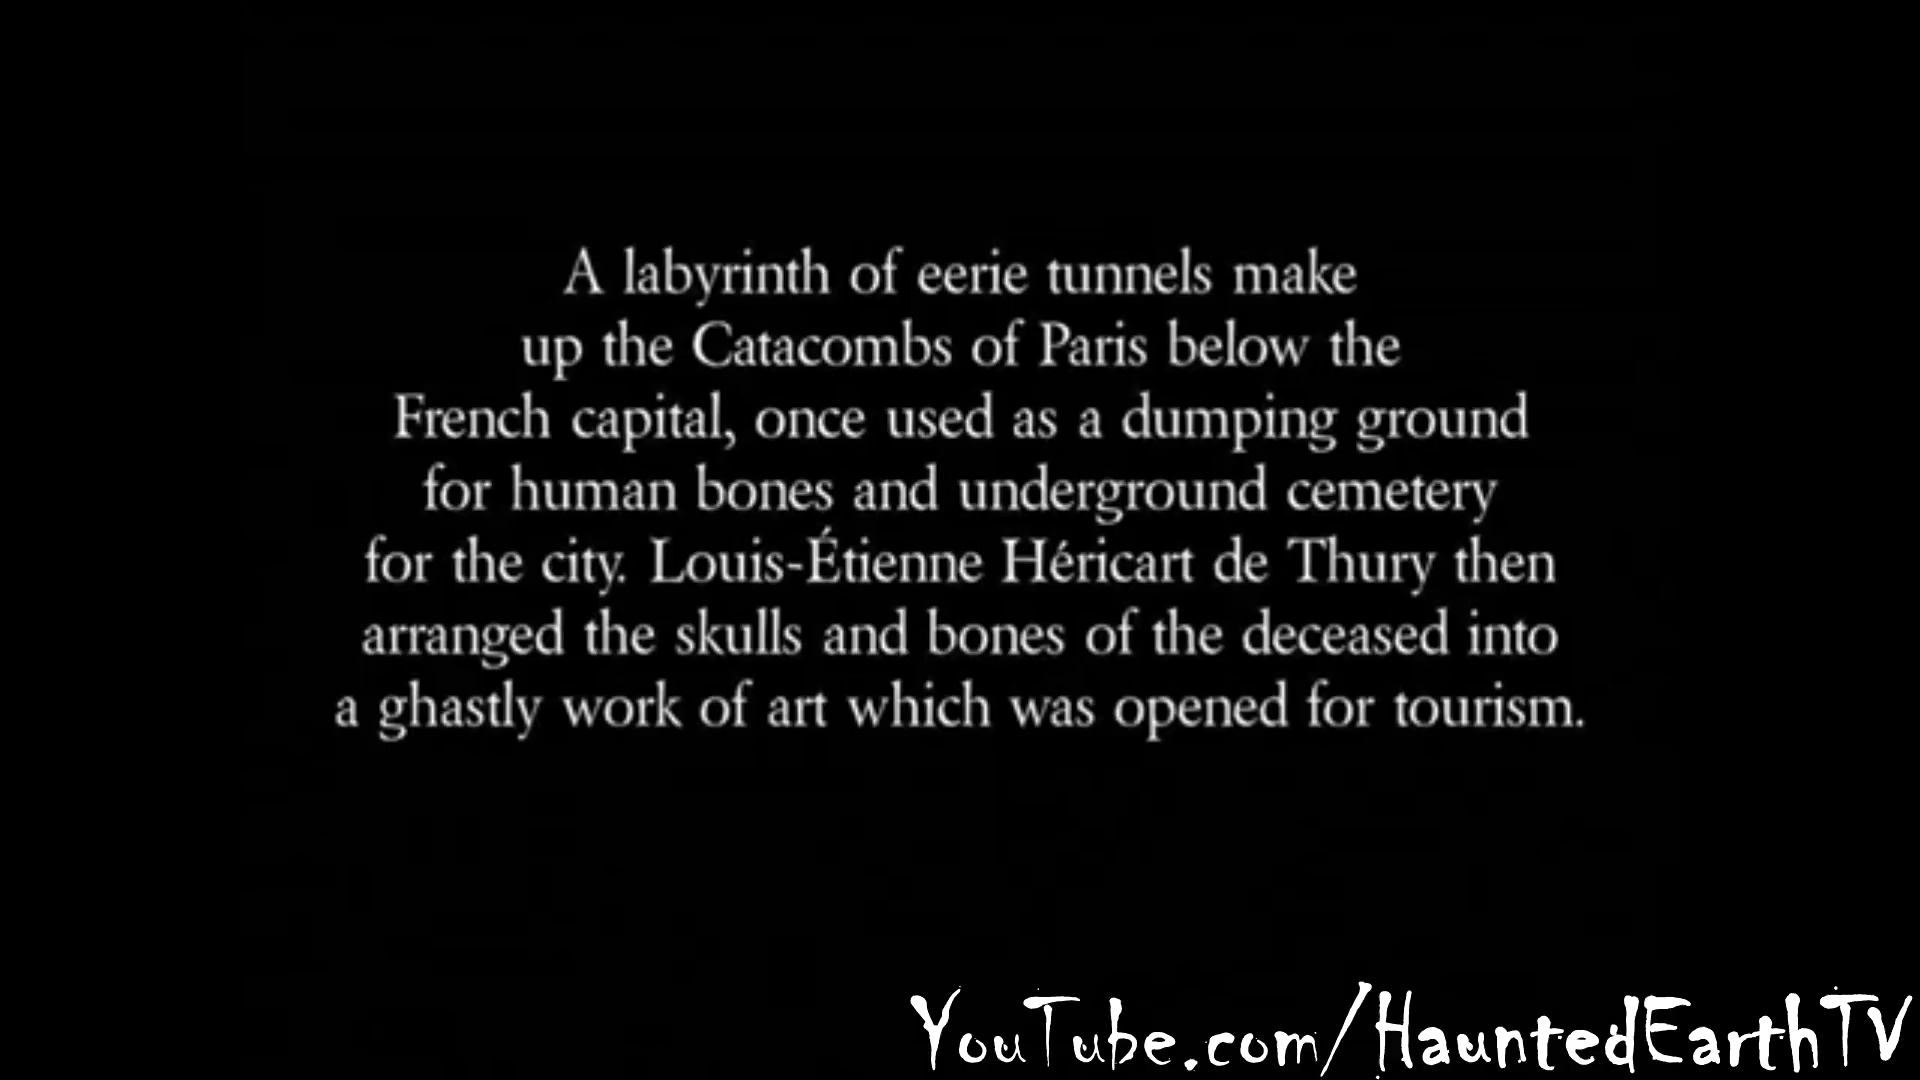 A labyrinth of eerie tunnels make
up the Catacombs of Paris below the
French capital, once used as a dumping ground
for human bones and underground cemetery
for the city. Louis-Étienne Héricart de Thury then
arranged the skulls and bones of the deceased into
a ghastly work of art which was opened for tourism.
YouTube.com/HauntedEarthTV